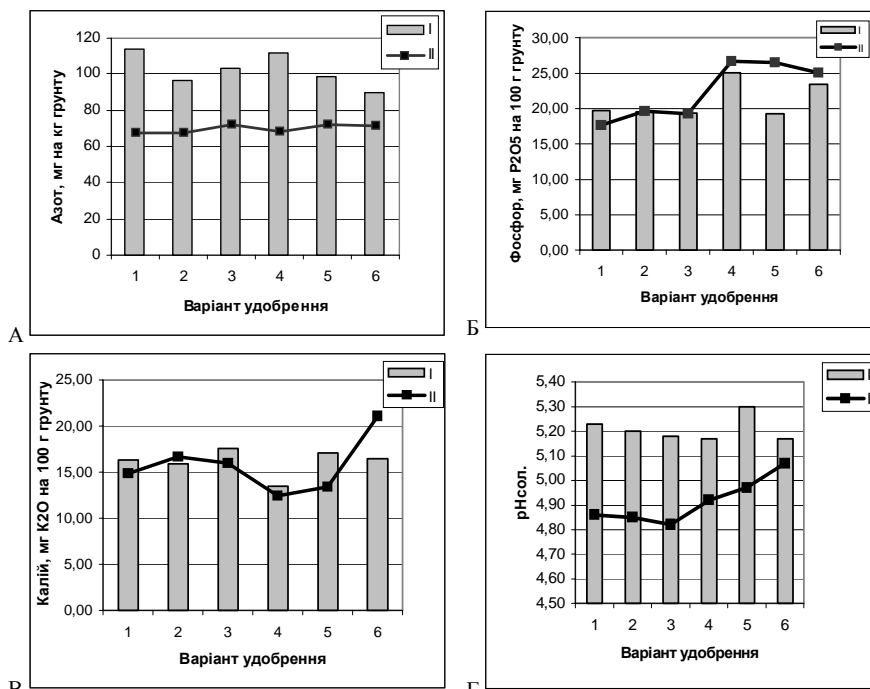 120
100
80
60
40
20
0
Азот, мг на кг грунту
1 2 3 4 5 6
Варіант удобрення
I
II
А
30,00
25,00
20,00
15,00
10,00
5,00
0,00
Фосфор, мг P2O5 на 100 г грунту
1 2 3 4 5 6
Варіант удобрення
I
II
Б
25,00
20,00
15,00
10,00
5,00
0,00
Калій, мг К2О на 100 г грунту
1 2 3 4 5 6
Варіант удобрення
I
II
В
5,40
5,30
5,20
5,10
5,00
4,90
4,80
4,70
4,60
4,50
рНсол.
1 2 3 4 5 6
Варіант удобрення